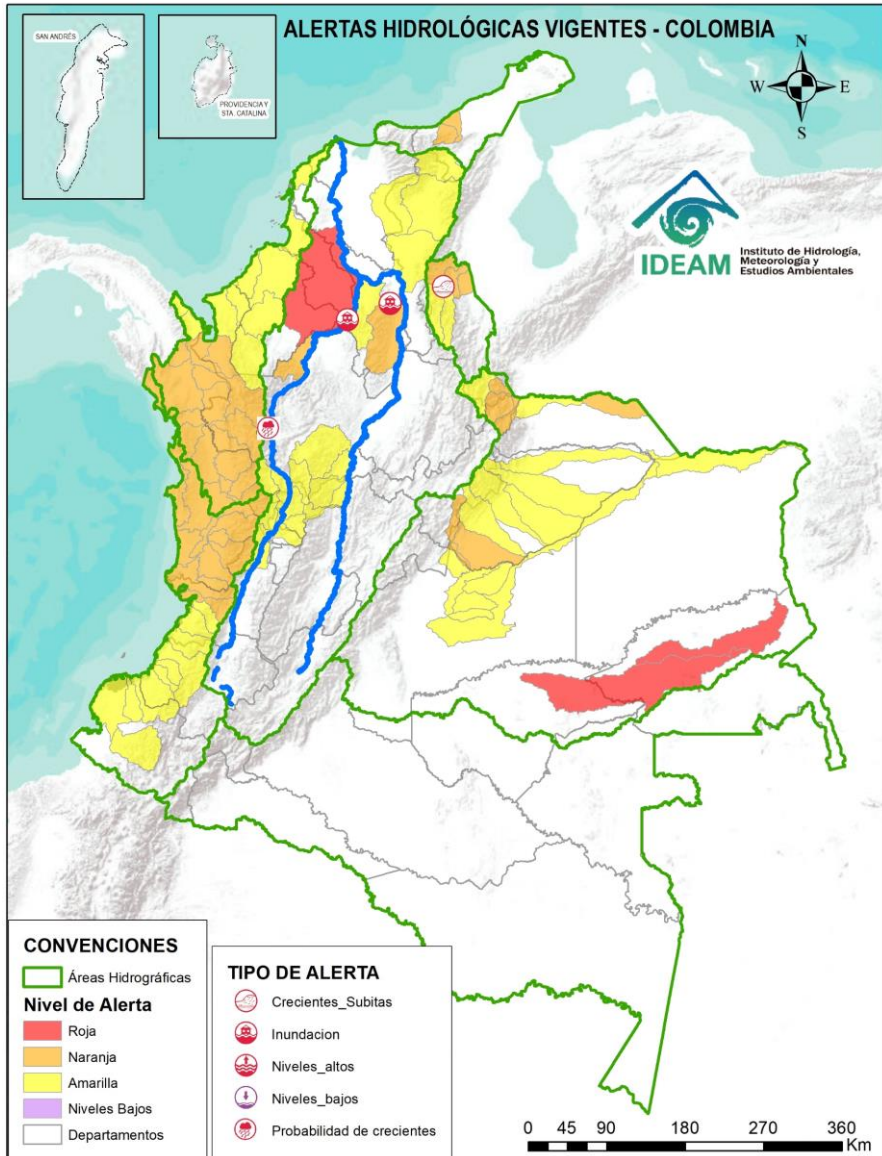 ALERTAS HIDROLÓGICAS VIGENTES - COLOMBIA
SAN ANDRÉS
PROVIDENCIA Y
STA. CATALINA
N
W
E
S
IDEAM
Instituto de Hidrología,
Meteorología y
Estudios Ambientales
CONVENCIONES
Áreas Hidrográficas
Nivel de Alerta
Roja
Naranja
Amarilla
Niveles Bajos
Departamentos
TIPO DE ALERTA
Crecientes_Subitas
Inundacion
Niveles_altos
Niveles_bajos
Probabilidad de crecientes
0 45 90 180 270 360
Km